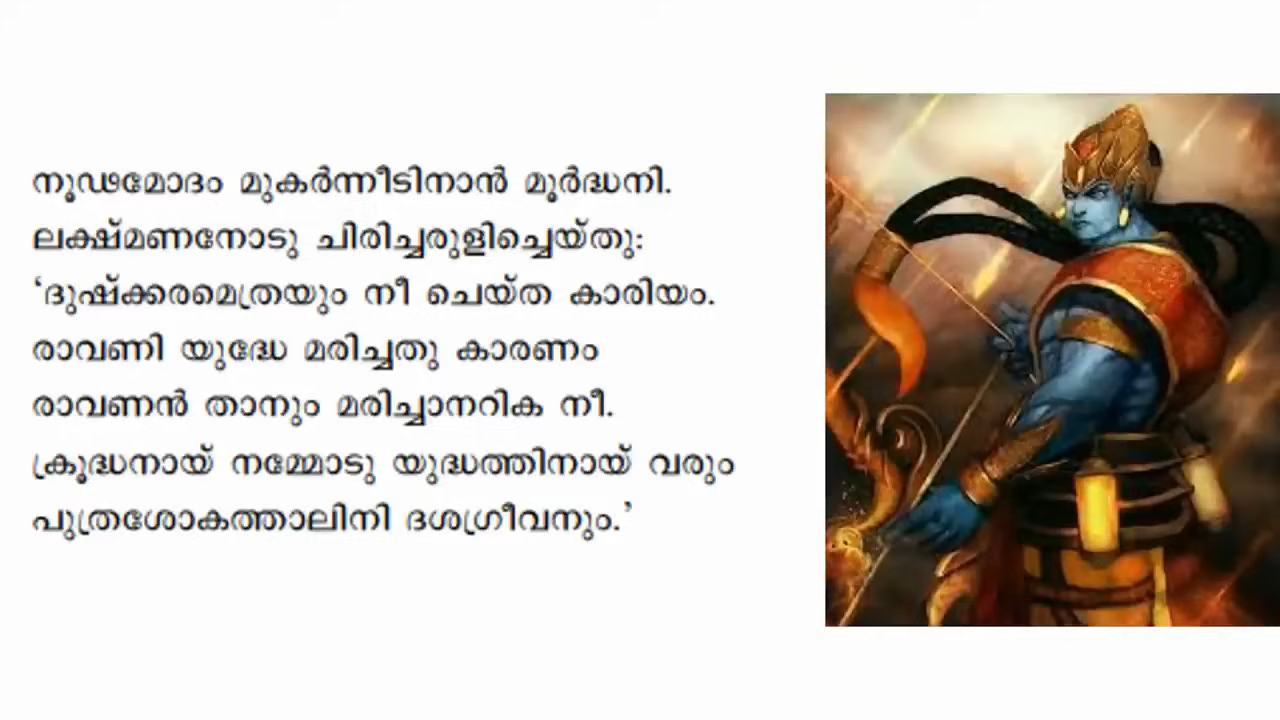 നൂഢമോദം മുകർന്നീടിനാൻ മൂർദ്ധനി.
ലക്ഷ്മണനോടു ചിരിച്ചരുളിച്ചെയ്തു:
‘ദുഷ്ക്കരമെത്രയും നീ ചെയ്ത കാരിയം.
രാവണി യുദ്ധേ മരിച്ചതു കാരണം
രാവണൻ താനും മരിച്ചാനറിക നീ.
ക്രൂദ്ധനായ് നമ്മോടു യുദ്ധത്തിനായ് വരും
പുത്രശോകത്താലിനി ദശഗ്രീവനും.’